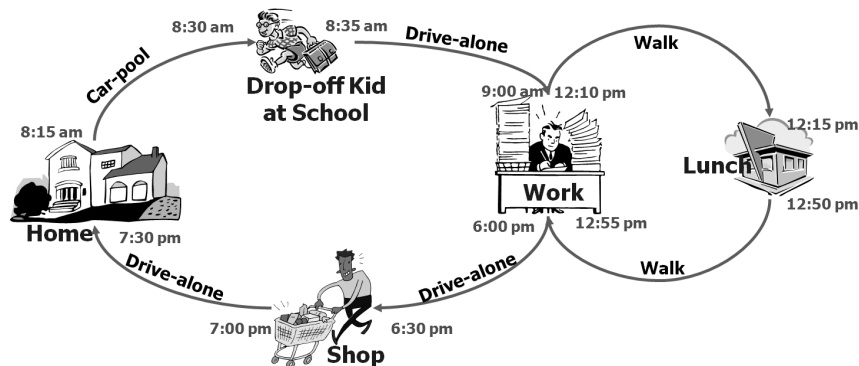 8:30 am
8:35 am
Drive-alone
Walk
Car-pool
Drop-off Kid
at School
9:00 am
12:10 pm
8:15 am
12:15 pm
Lunch
Work
12:50 pm
Home
7:30 pm
6:00 pm
12:55 pm
Drive-alone
Drive-alone
Walk
7:00 pm
6:30 pm
Shop